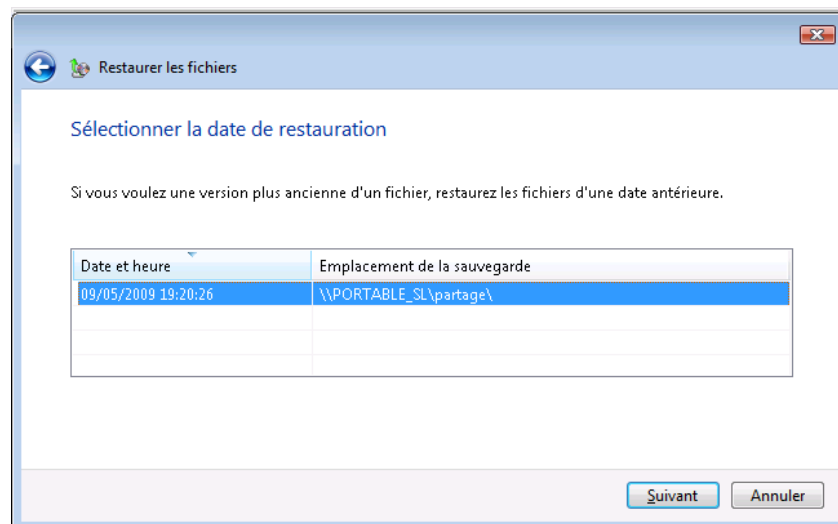 Restaurer les fichiers
Sélectionner la date de restauration
Si vous voulez une version plus ancienne d'un fichier, restaurez les fichiers d'une date antérieure.
Date et heure Emplacement de la sauvegarde
09/05/2009 19:20:26 \\PORTABLE_SL\partage\
Suivant Annuler